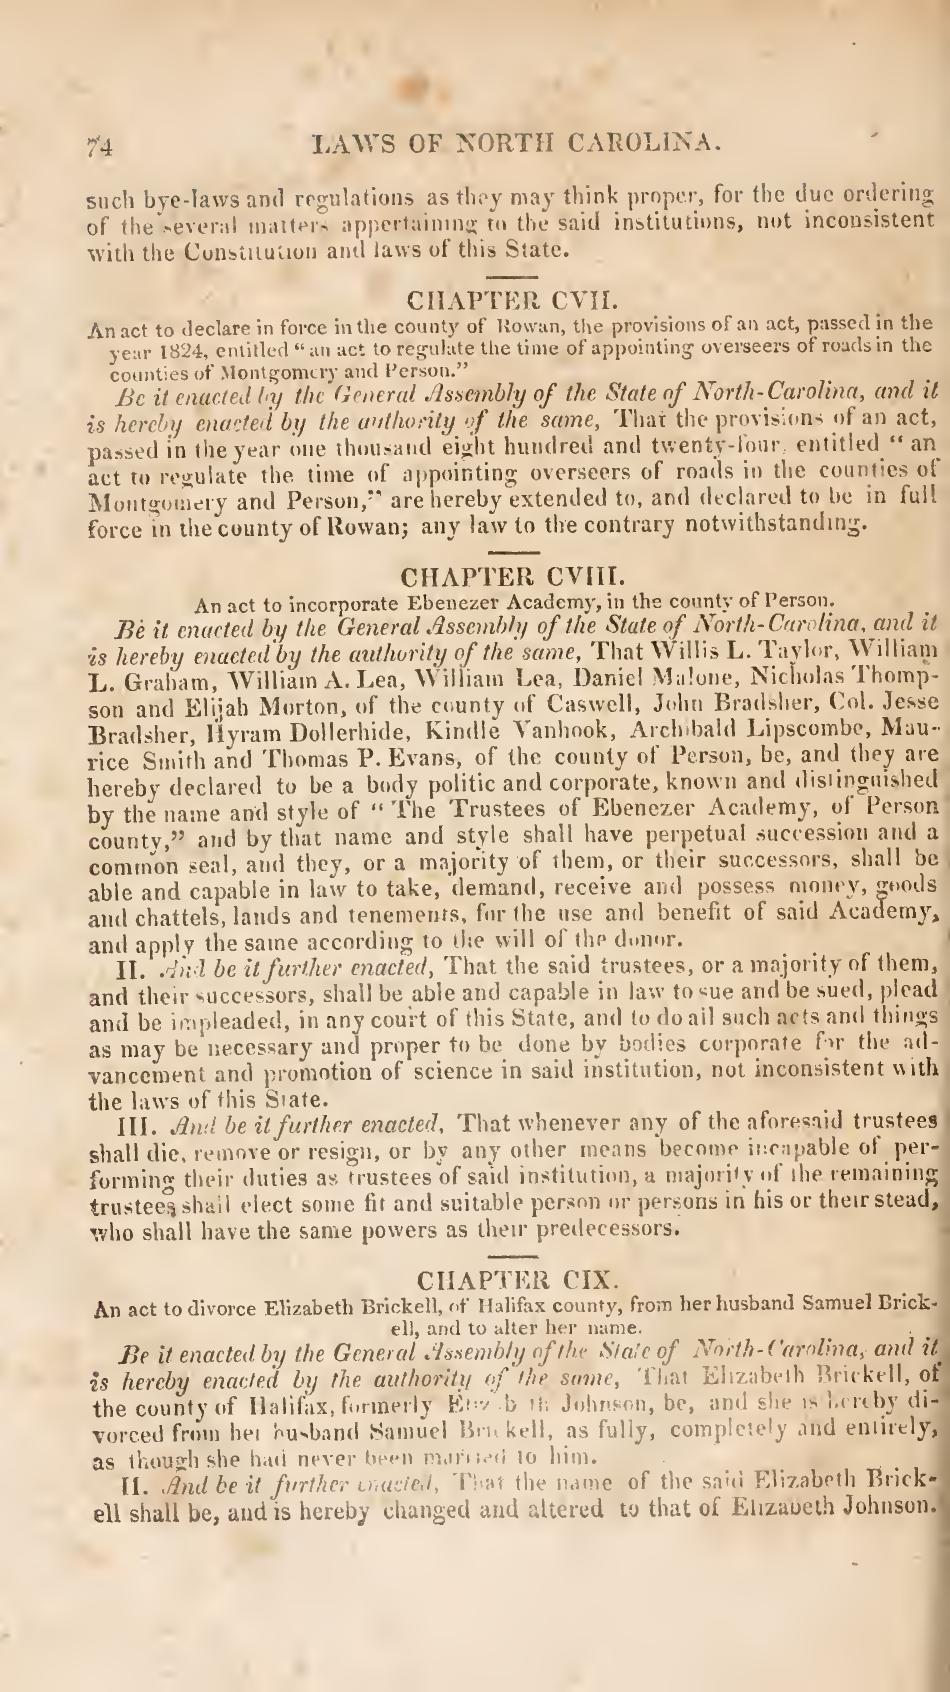 74 LAWS OF NORTH CAROLINA.
such bye-laws and regulations as they may think proper, for the due ordering
of the several matters appertaining to the said institutions, not inconsistent
with the Constitution and laws of this State.
CHAPTER CVII.
An act to declare in force in the county of Rowan, the provisions of an act, passed in the
year 1824, entitled “ an act to regulate the time of appointing overseers of roads in the
counties of Montgomery and Person.”
Be it enacted by the General Assembly of the State of North-Carolina, and it
is hereby enacted by the authority of the same, That the provisions of an act,
passed in the year one thousand eight hundred and twenty-four, entitled “ an
act to regulate the time of appointing overseers of roads in the counties of
Montgomery and Person,” are hereby extended to, and declared to be in full
force in the county of Rowan; any law to the contrary notwithstanding.
CHAPTER CVIII.
An act to incorporate Ebenezer Academy, in the county of Person.
Be it enacted by the General Assembly of the State of North-Carolina, and it
is hereby enacted by the authority of the same, That Willis L. Taylor, William
L. Graham, William A. Lea, William Lea, Daniel Malone, Nicholas Thomp-
son and Elijah Morton, of the county of Caswell, John Bradsher, Col. Jesse
Bradsher, Hyram Dollerhide, Kindle Vanhook, Archibald Lipscombe, Mau-
rice Smith and Thomas P. Evans, of the county of Person, be, and they are
hereby declared to be a body politic and corporate, known and distinguished
by the name and style of “ The Trustees of Ebenezer Academy, of Person
county,” and by that name and style shall have perpetual succession and a
common seal, and they, or a majority of them, or their successors, shall be
able and capable in law to take, demand, receive and possess money, goods
and chattels, lands and tenements, for the use and benefit of said Academy,
and apply the same according to the will of the donor.
II. And be it further enacted, That the said trustees, or a majority of them,
and their successors, shall be able and capable in law to sue and be sued, plead
and be impleaded, in any court of this State, and to do all such acts and things
as may be necessary and proper to be done by bodies corporate for the ad-
vancement and promotion of science in said institution, not inconsistent with
the laws of this State.
III. And be it further enacted, That whenever any of the aforesaid trustees
shall die, remove or resign, or by any other means become incapable of per-
forming their duties as trustees of said institution, a majority of the remaining
trustees shall elect some fit and suitable person or persons in his or their stead,
who shall have the same powers as their predecessors.
CHAPTER CIX.
An act to divorce Elizabeth Brickell, of Halifax county, from her husband Samuel Brick-
ell, and to alter her name.
Be it enacted by the General Assembly of the State of North-Carolina, and it
is hereby enacted by the authority of the same, That Elizabeth Brickell, of
the county of Halifax, formerly Elizabeth Johnson, be, and she is hereby di-
vorced from her husband Samuel Brickell, as fully, completely and entirely,
as though she had never been married to him.
II. And be it further enacted, That the name of the said Elizabeth Brick-
ell shall be, and is hereby changed and altered to that of Elizabeth Johnson.